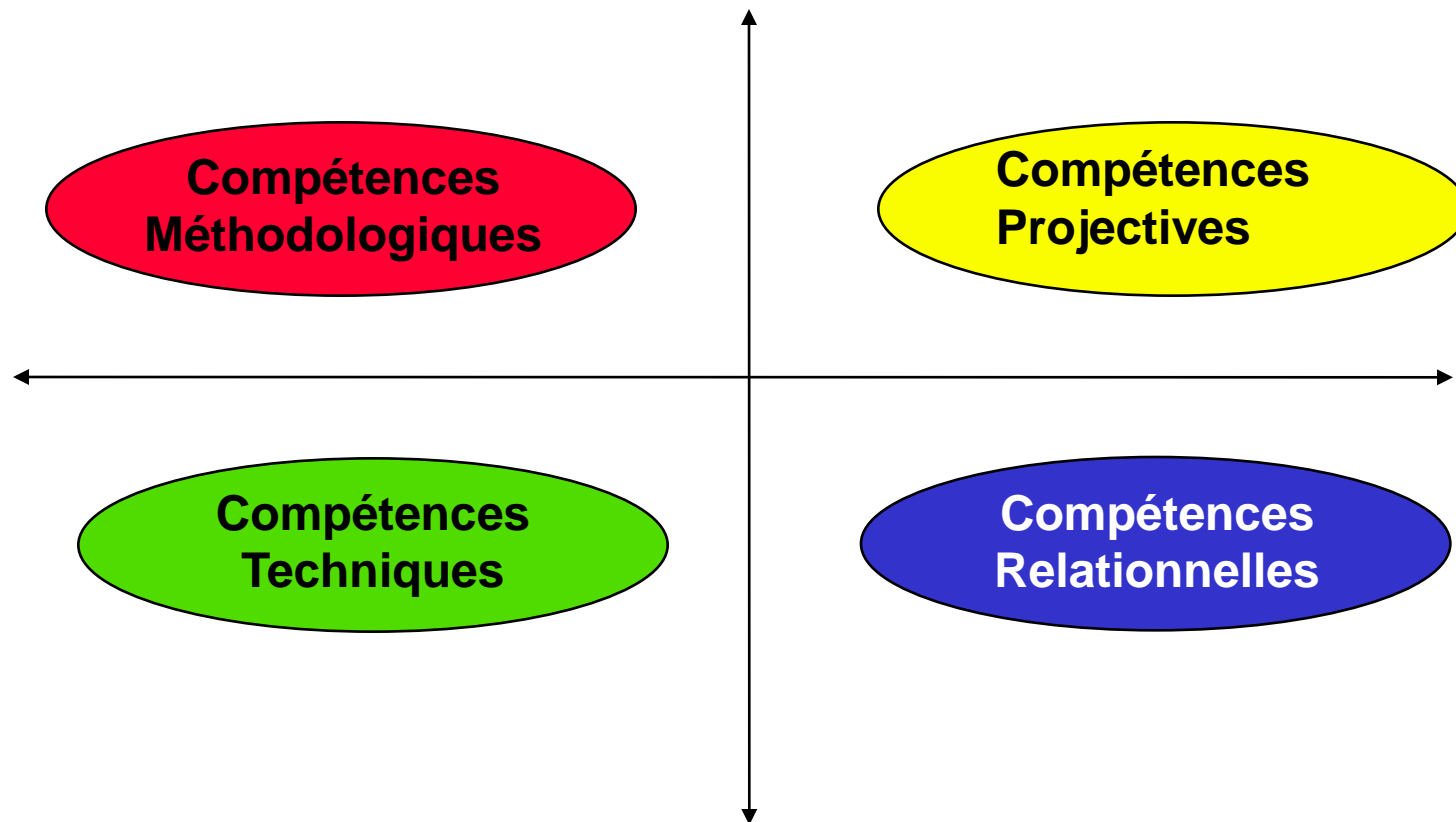 Compétences
Méthodologiques
Compétences
Projectives
Compétences
Techniques
Compétences
Relationnelles